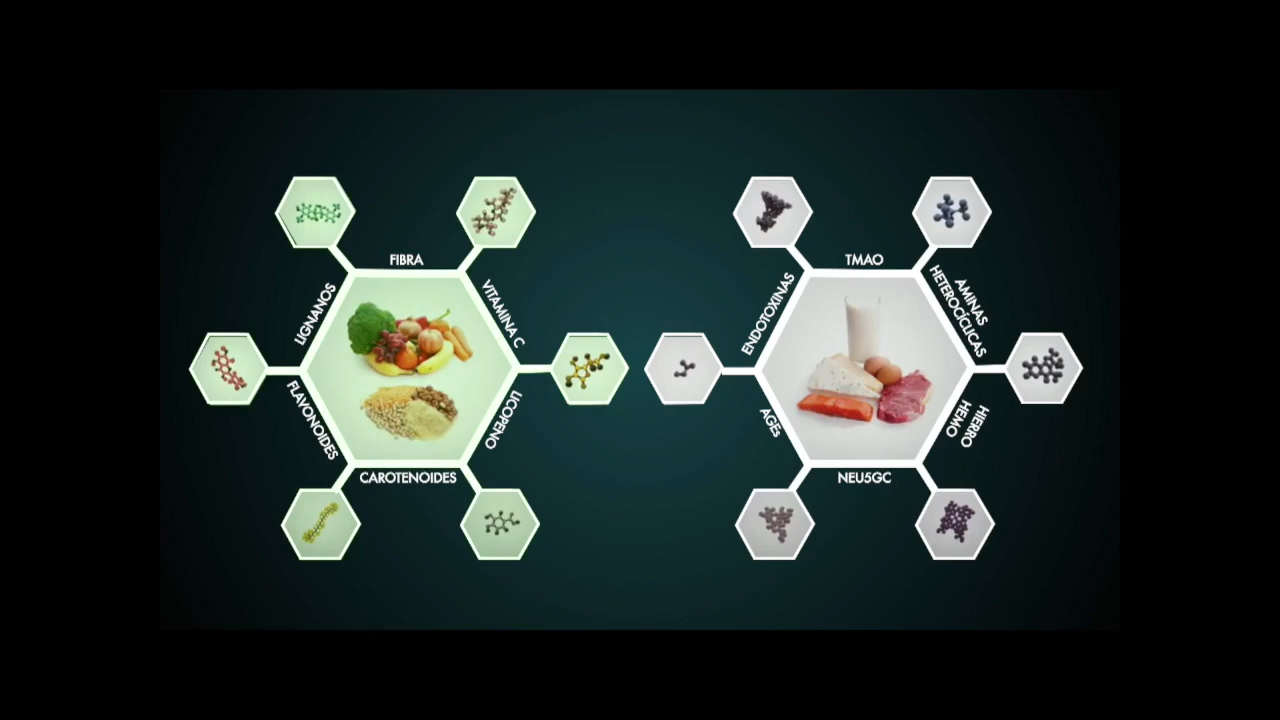 FIBRA
VITAMINA C
LICOPENO
CAROTENOIDES
FLAVONOIDES
LIGNANOS
TMAO
AMINAS
HETEROCÍCLICAS
HIERRO
HEMO
NEU5GC
AGEs
ENDOTOXINAS